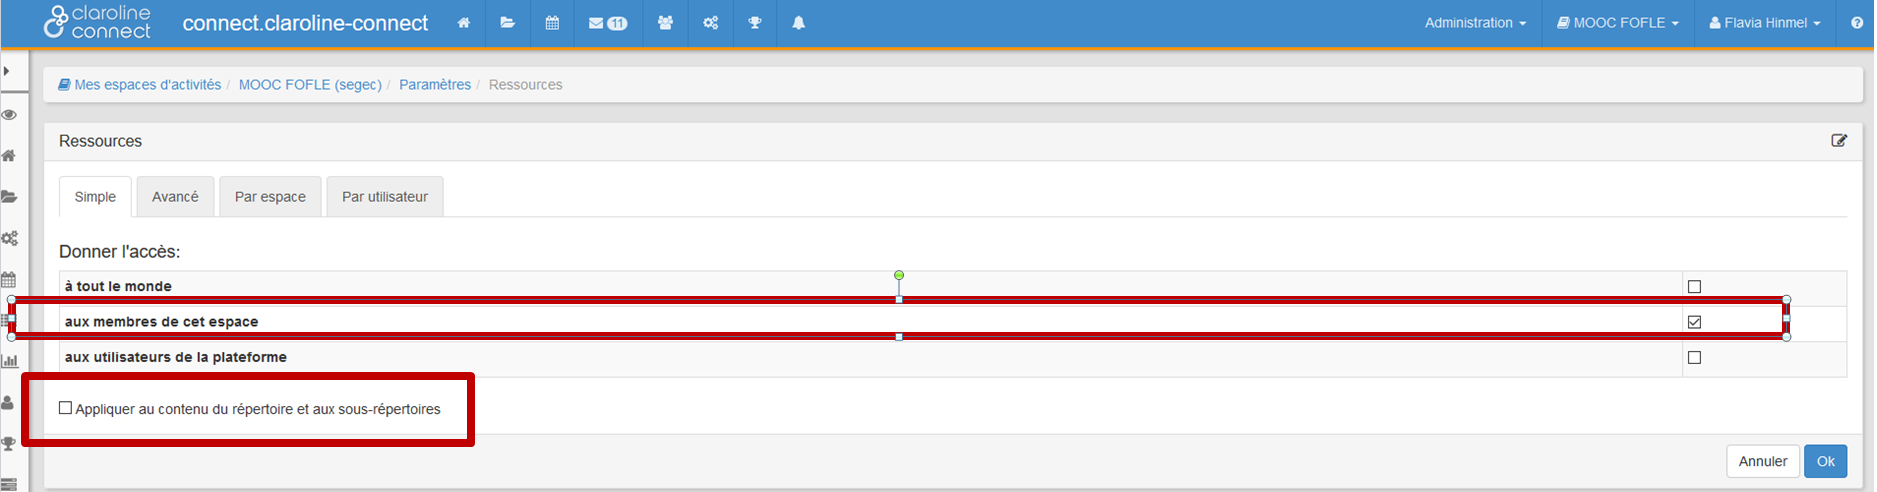 claroline
connect
connect.claroline-connect
11
Administration
MOOC FOFLE
Flavia Hinmel
Mes espaces d'activités / MOOC FOFLE (segec) / Paramètres / Ressources
Ressources
Simple
Avancé
Par espace
Par utilisateur
Donner l'accès:
à tout le monde
aux membres de cet espace
aux utilisateurs de la plateforme
Appliquer au contenu du répertoire et aux sous-répertoires
Annuler
Ok